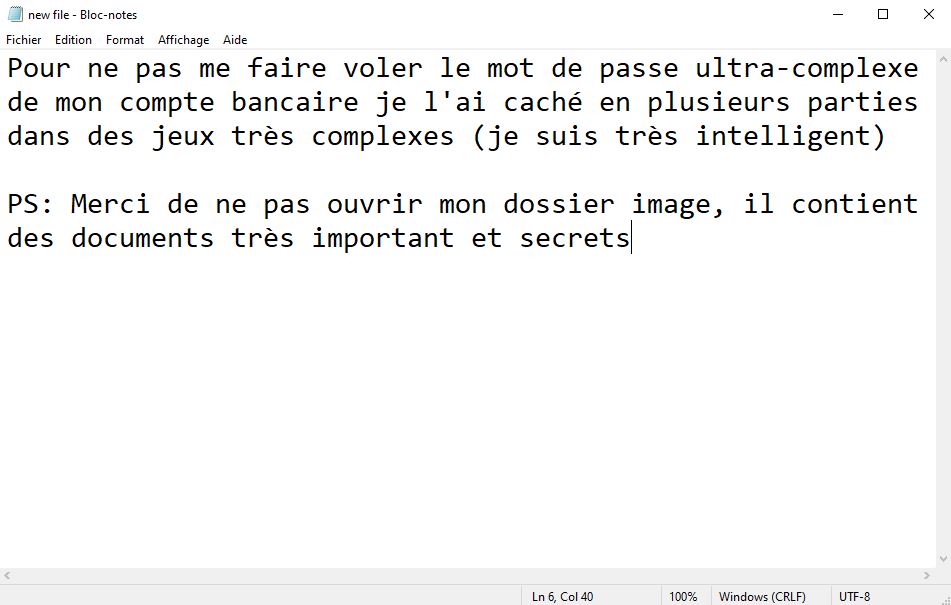 new file - Bloc-notes
Fichier Edition Format Affichage Aide
Pour ne pas me faire voler le mot de passe ultra-complexe
de mon compte bancaire je l'ai caché en plusieurs parties
dans des jeux très complexes (je suis très intelligent)
PS: Merci de ne pas ouvrir mon dossier image, il contient
des documents très important et secrets
Ln 6, Col 40 100% Windows (CRLF) UTF-8